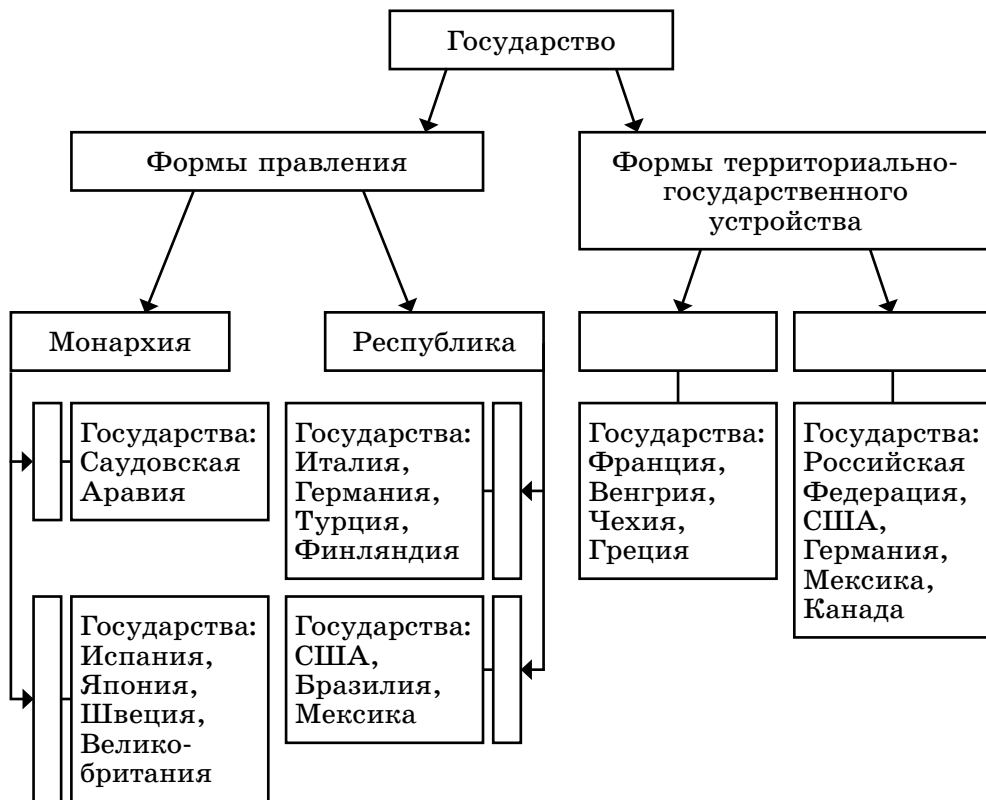 Государство
Формы правления
Формы территориально-
государственного
устройства
Монархия
Республика
Государства:
Саудовская
Аравия
Государства:
Италия,
Германия,
Турция,
Финляндия
Государства:
Франция,
Венгрия,
Чехия,
Греция
Государства:
Российская
Федерация,
США,
Германия,
Мексика,
Канада
Государства:
Испания,
Япония,
Швеция,
Велико-
британия
Государства:
США,
Бразилия,
Мексика